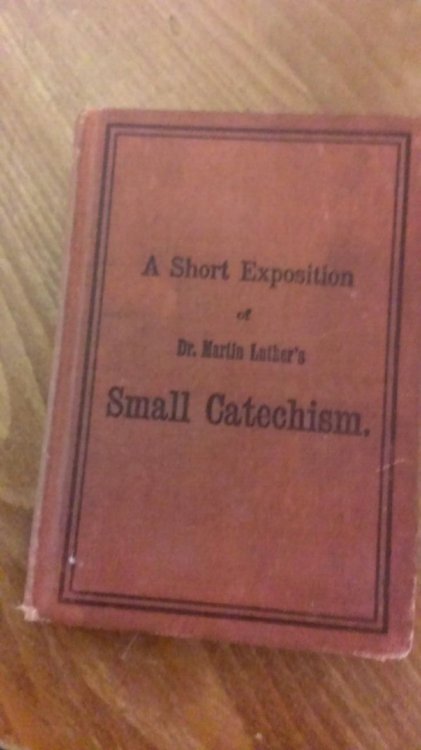 A Short Exposition
of
Dr. Martin Luther's
Small Catechism.